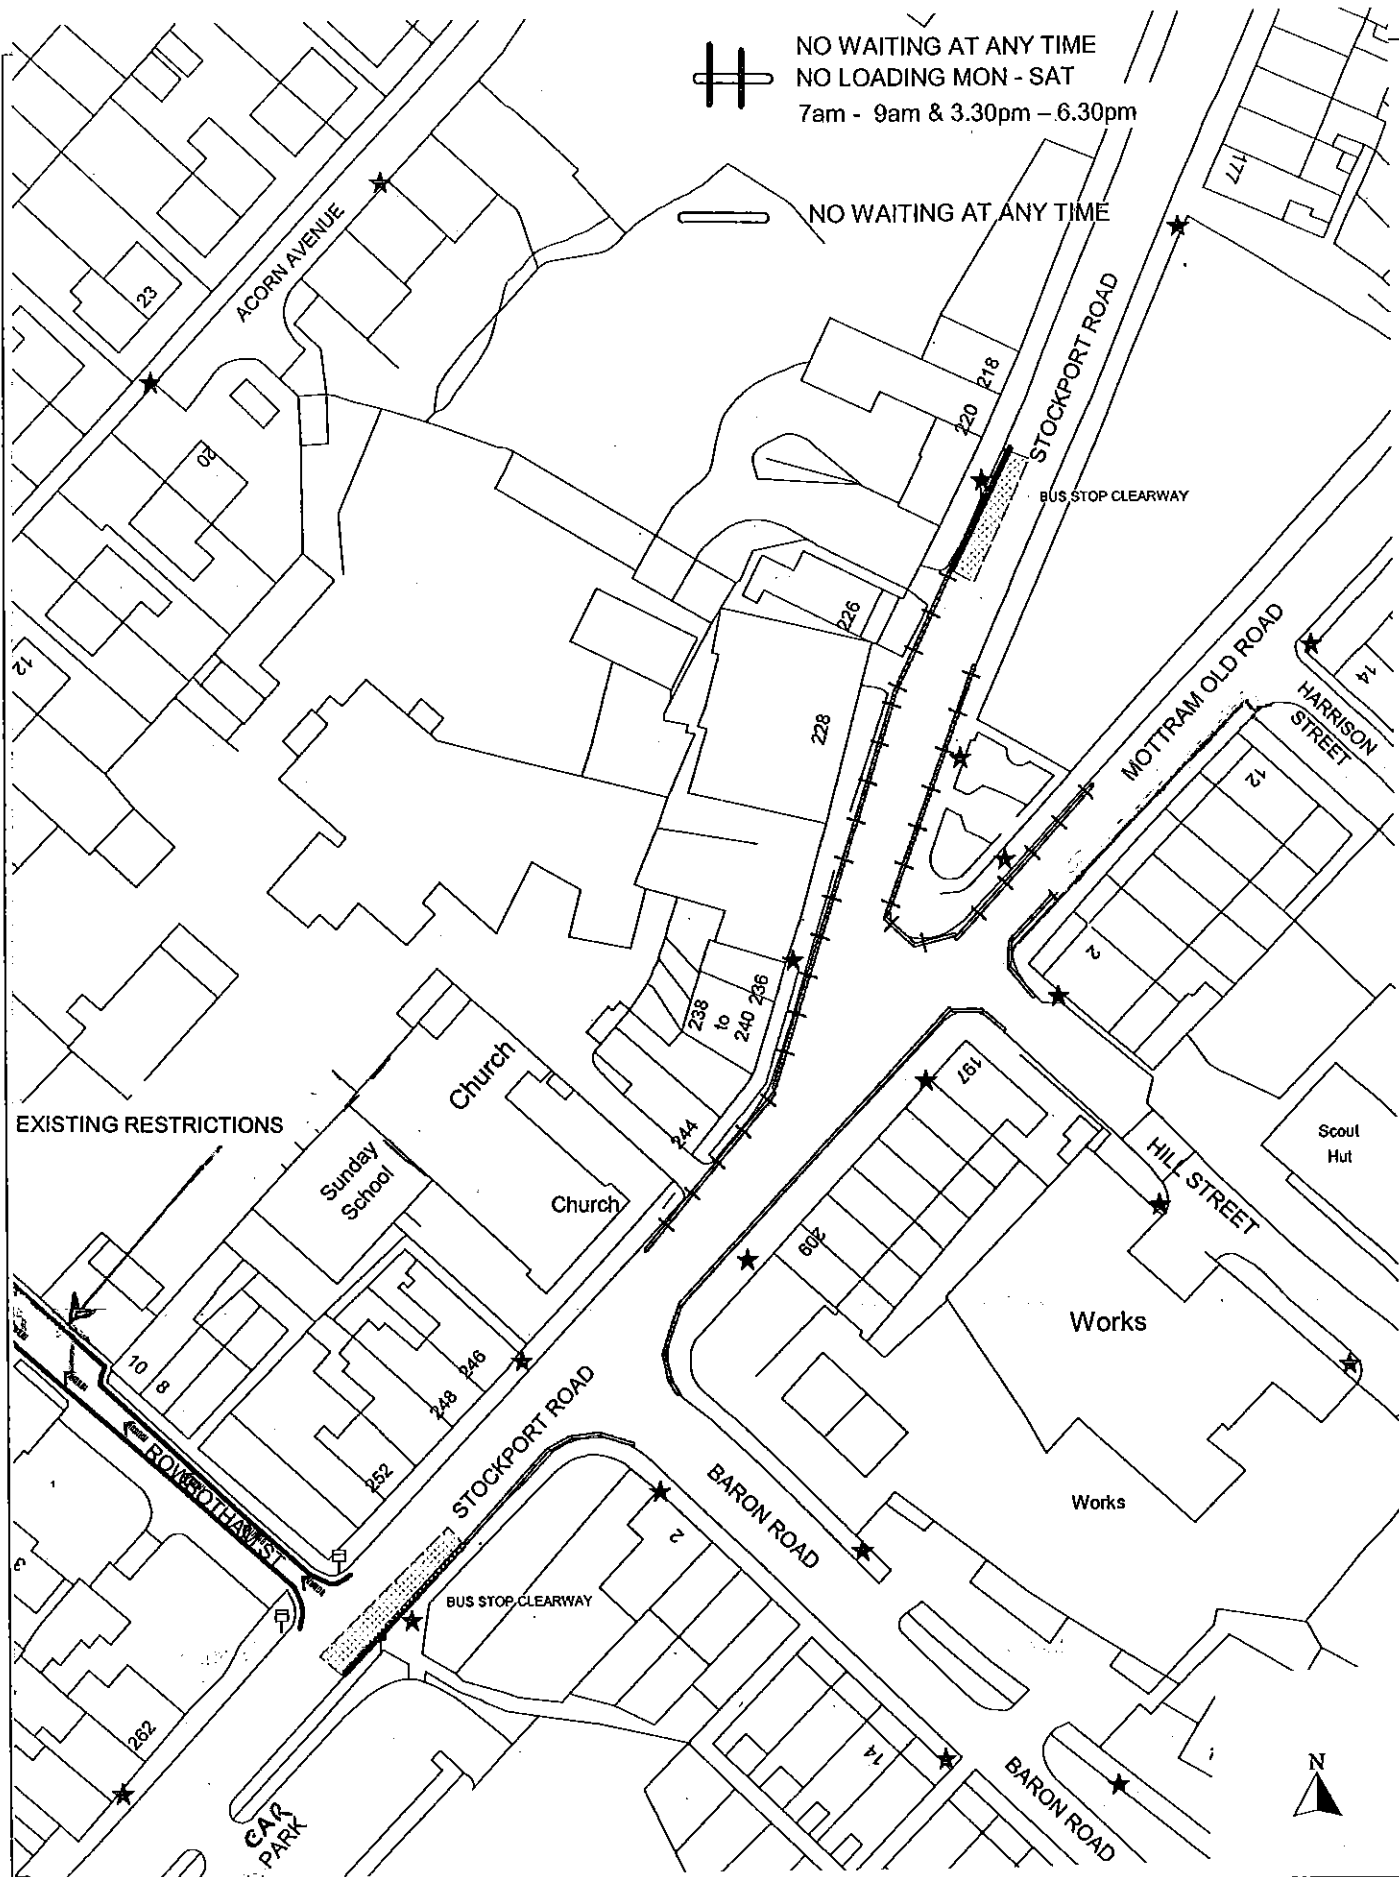 NO WAITING AT ANY TIME
NO LOADING MON - SAT
7am - 9am & 3.30pm – 6.30pm
NO WAITING AT ANY TIME
177
ACORN AVENUE
23
STOCKPORT ROAD
218
220
BUS STOP CLEARWAY
20
226
MOTTRAM OLD ROAD
14
HARRISON
STREET
12
228
12
2
238
to
240
236
Church
197
EXISTING RESTRICTIONS
244
Scout
Hut
Sunday
School
HILL STREET
Church
209
Works
10
8
246
248
252
STOCKPORT ROAD
ROWBOTHAM ST
BARON ROAD
2
Works
3
BUS STOP CLEARWAY
262
14
BARON ROAD
CAR
PARK
N